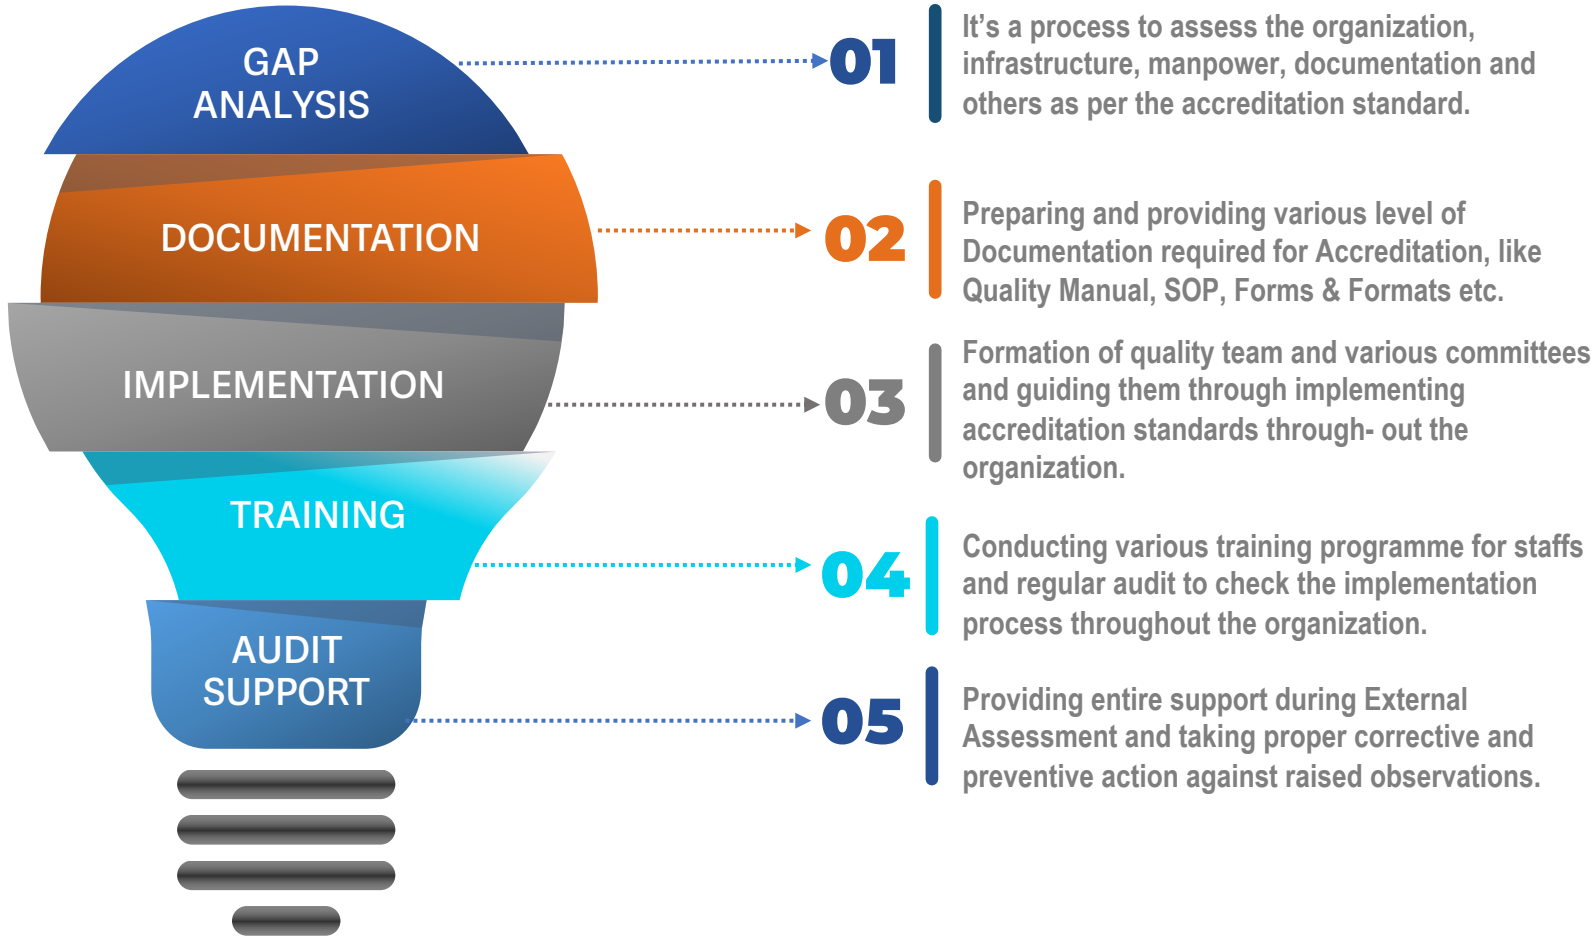 GAP
ANALYSIS
01
It's a process to assess the organization,
infrastructure, manpower, documentation and
others as per the accreditation standard.
DOCUMENTATION
02
Preparing and providing various level of
Documentation required for Accreditation, like
Quality Manual, SOP, Forms & Formats etc.
IMPLEMENTATION
03
Formation of quality team and various committees
and guiding them through implementing
accreditation standards through- out the
organization.
TRAINING
04
Conducting various training programme for staffs
and regular audit to check the implementation
process throughout the organization.
AUDIT
SUPPORT
05
Providing entire support during External
Assessment and taking proper corrective and
preventive action against raised observations.